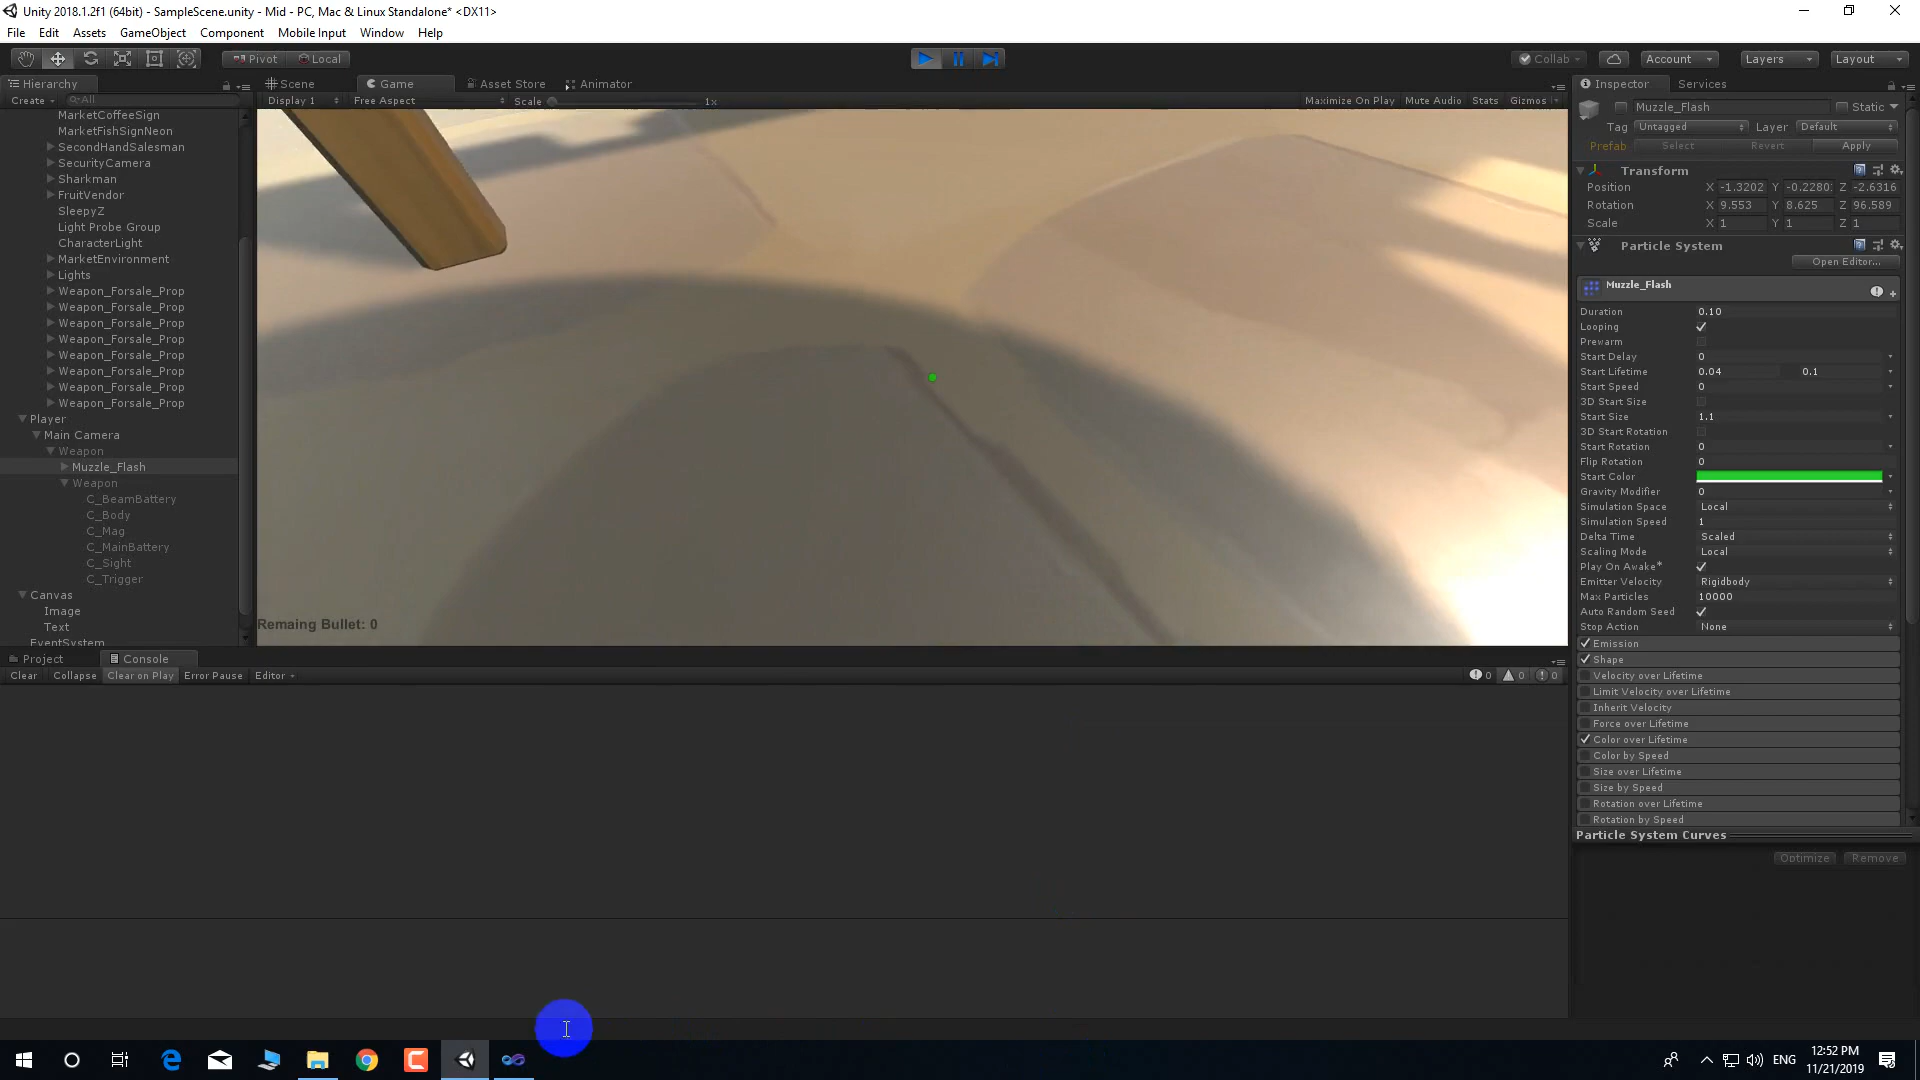 Unity 2018.1.2f1 (64bit) - SampleScene.unity - Mid - PC, Mac & Linux Standalone* <DX11>
File Edit Assets GameObject Component Mobile Input Window Help
Pivot Local Collab Account Layers Layout
Hierarchy Scene Game Asset Store Animator Inspector Services
Create All Display 1 Free Aspect Scale 1x Maximize On Play Mute Audio Stats Gizmos
MarketCoffeeSign
MarketFishSignNeon
SecondHandSalesman
SecurityCamera
Sharkman
FruitVendor
SleepyZ
Light Probe Group
CharacterLight
MarketEnvironment
Lights
Weapon_Forsale_Prop
Weapon_Forsale_Prop
Weapon_Forsale_Prop
Weapon_Forsale_Prop
Weapon_Forsale_Prop
Weapon_Forsale_Prop
Weapon_Forsale_Prop
Weapon_Forsale_Prop
Player
Main Camera
Weapon
Muzzle_Flash
Weapon
C_BeamBattery
C_Body
C_Mag
C_MainBattery
C_Sight
C_Trigger
Canvas
Image
Text
EventSystem
Remaing Bullet: 0
Muzzle_Flash Static
Tag Untagged Layer Default
Prefab Select Revert Apply
Transform
Position X -1.3202 Y -0.2280 Z -2.6316
Rotation X 9.553 Y 8.625 Z 96.589
Scale X 1 Y 1 Z 1
Particle System
Open Editor...
Muzzle_Flash
Duration 0.10
Looping
Prewarm
Start Delay 0
Start Lifetime 0.04 0.1
Start Speed 0
3D Start Size
Start Size 1.1
3D Start Rotation
Start Rotation 0
Flip Rotation 0
Start Color
Gravity Modifier 0
Simulation Space Local
Simulation Speed 1
Delta Time Scaled
Scaling Mode Local
Play On Awake*
Emitter Velocity Rigidbody
Max Particles 10000
Auto Random Seed
Stop Action None
Emission
Shape
Velocity over Lifetime
Limit Velocity over Lifetime
Inherit Velocity
Force over Lifetime
Color over Lifetime
Color by Speed
Size over Lifetime
Size by Speed
Rotation over Lifetime
Rotation by Speed
Particle System Curves
Optimize Remove
Project Console
Clear Collapse Clear on Play Error Pause Editor 0 0 0
ENG 12:52 PM
11/21/2019